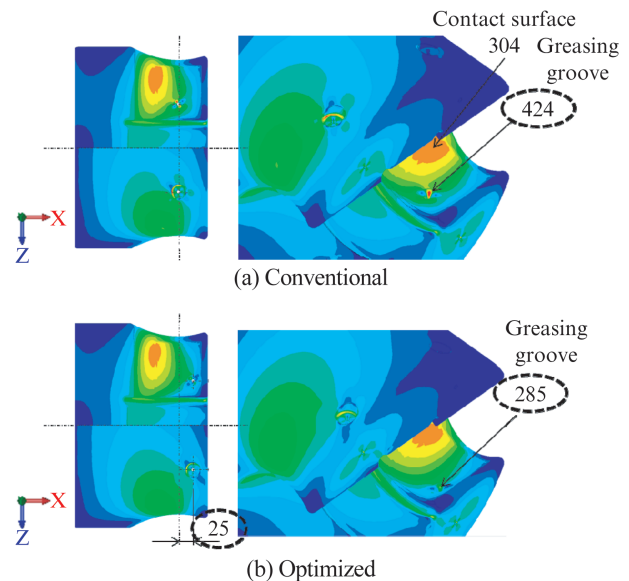 Contact surface
304
Greasing
groove
424
X
Z
(a) Conventional
Greasing
groove
285
X
Z
25
(b) Optimized